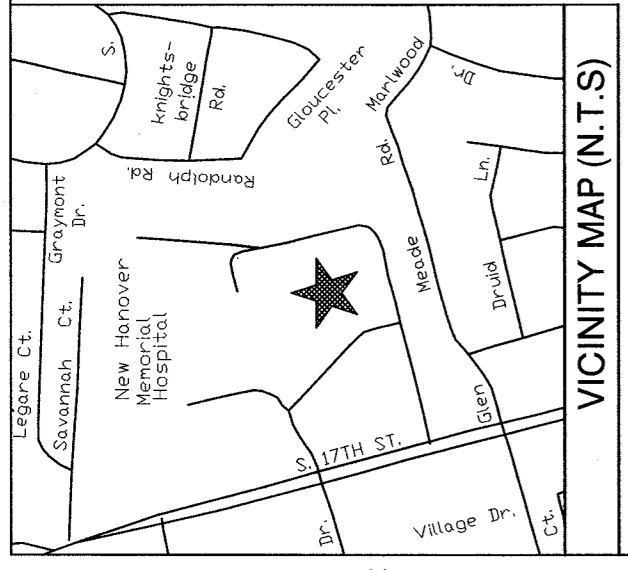 S.
knights-
bridge
Rd.
Gloucester
Pl.
Marlwood
Dr.
Randolph
Rd.
Graymont
Dr.
Rd.
Ln.
Meade
Druid
New Hanover
Memorial
Hospital
Legare Ct.
Savannah Ct.
Glen
S. 17TH ST.
Dr.
Village Dr.
Ct.
VICINITY MAP (N.T.S)